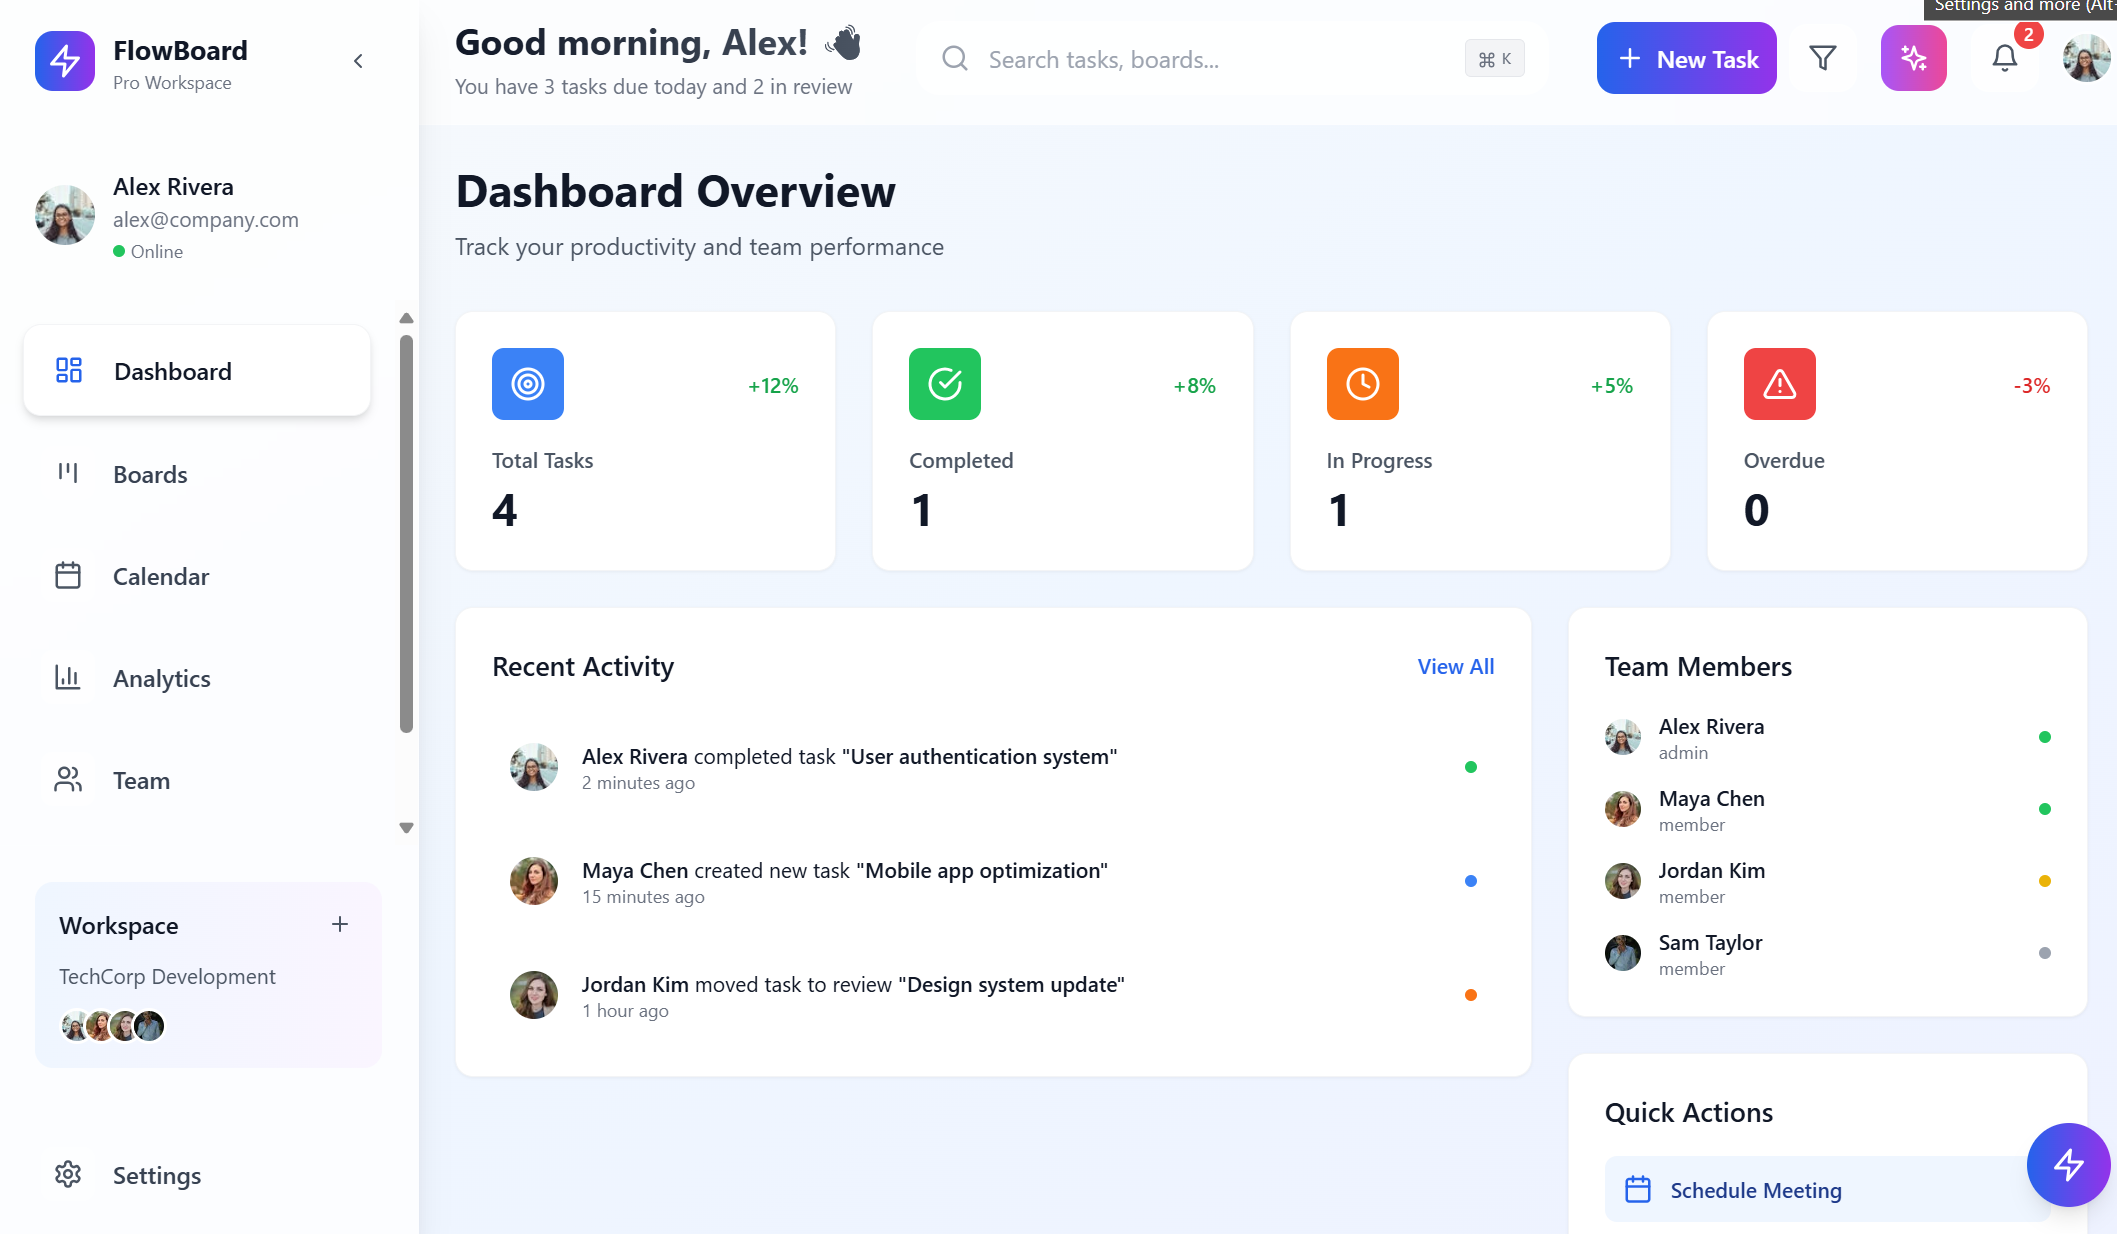 FlowBoard
Pro Workspace
Alex Rivera
alex@company.com
Online
Dashboard
Boards
Calendar
Analytics
Team
Workspace
TechCorp Development
Settings
Good morning, Alex!
You have 3 tasks due today and 2 in review
Search tasks, boards...
⌘ K
New Task
2
Settings and more (Alt
Dashboard Overview
Track your productivity and team performance
+12%
Total Tasks
4
+8%
Completed
1
+5%
In Progress
1
-3%
Overdue
0
Recent Activity
View All
Alex Rivera completed task "User authentication system"
2 minutes ago
Maya Chen created new task "Mobile app optimization"
15 minutes ago
Jordan Kim moved task to review "Design system update"
1 hour ago
Team Members
Alex Rivera
admin
Maya Chen
member
Jordan Kim
member
Sam Taylor
member
Quick Actions
Schedule Meeting